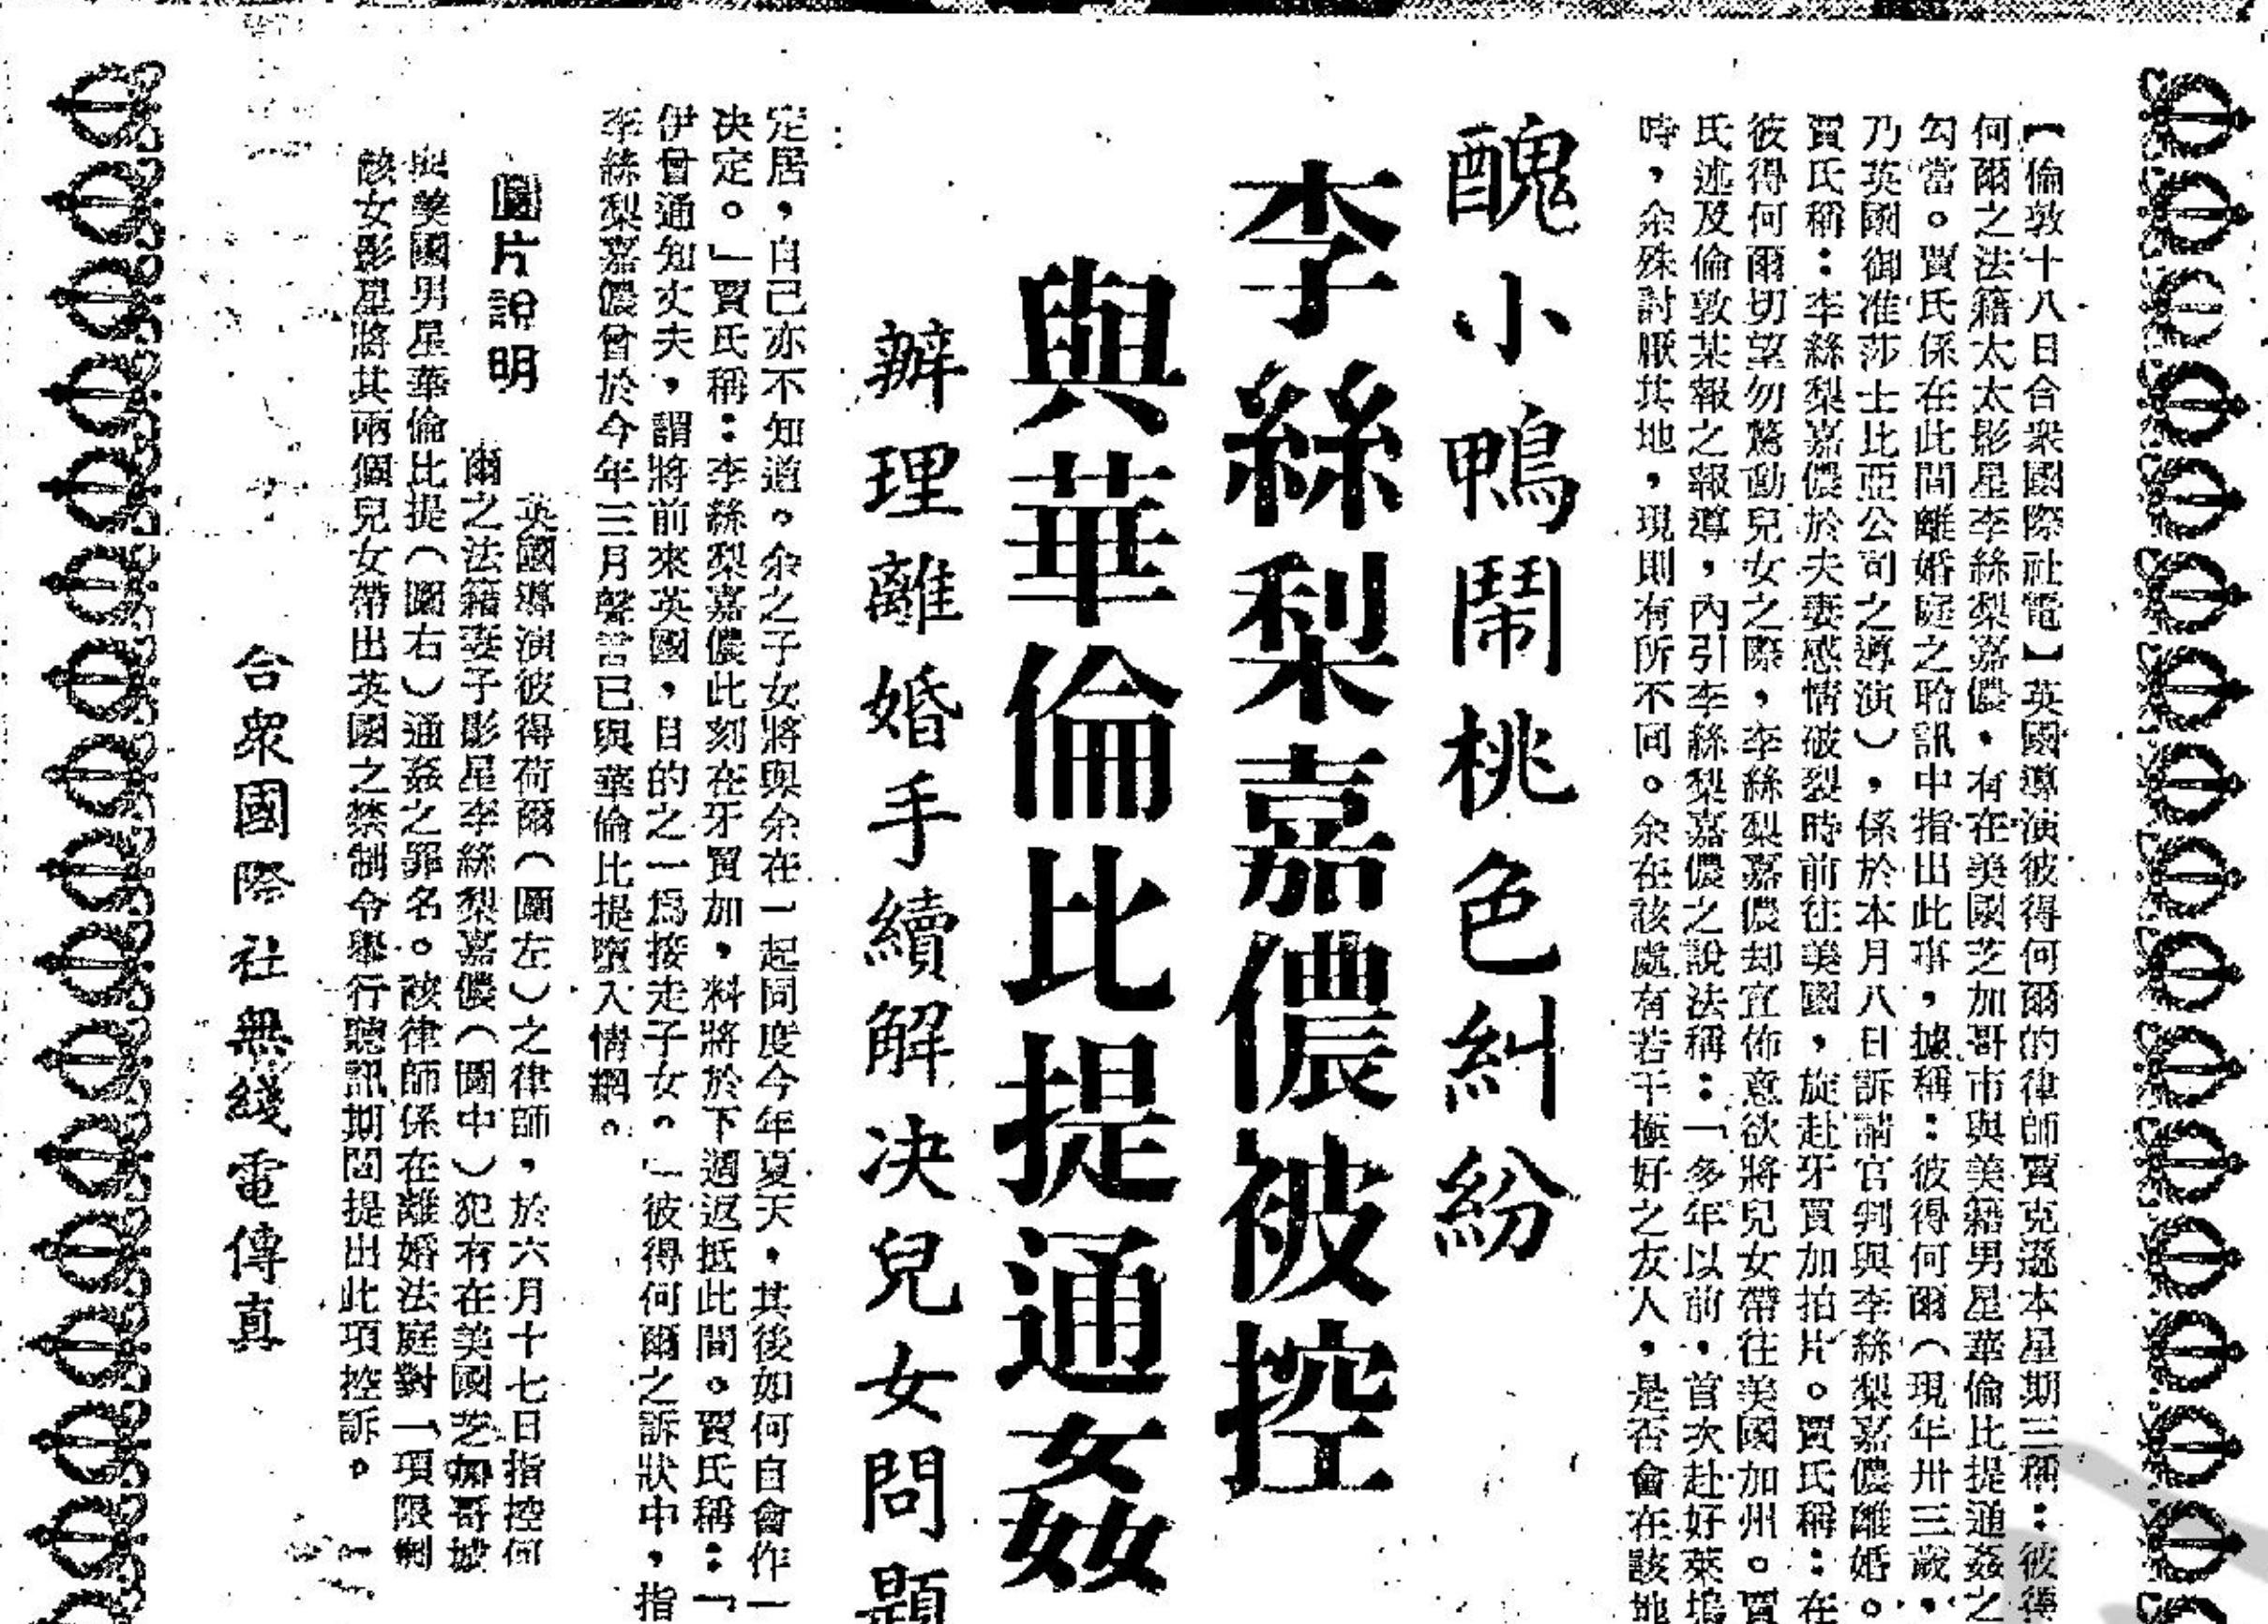 【倫敦十八日合衆國際社電】英國導演彼得何爾的律師賈克遜本星期三稱：彼得
何爾之法籍太太影星李絲梨嘉儂，有在美國芝加哥市與美籍男星華倫比提通姦之
勾當。賈氏係在此間離婚庭之聆訊中指出此事，據稱：彼得何爾（現年卅三歲，
乃英國御准莎士比亞公司之導演），係於本月八日訴請官判與李絲梨嘉儂離婚。
賈氏稱：李絲梨嘉儂於夫妻感情破裂時前往美國，旋赴牙買加拍片。賈氏稱：在
彼得何爾切望勿驚動兒女之際，李絲梨嘉儂却宣佈意欲將兒女帶往美國加州。賈
氏述及倫敦某報之報導，內引李絲梨嘉儂之說法稱：「多年以前，首次赴好萊塢
時，余殊討厭其地，現則有所不同。余在該處有若干極好之友人，是否會在該地
醜小鴨鬧桃色糾紛
李絲梨嘉儂被控
與華倫比提通姦
辦理離婚手續解决兒女問題
定居，自己亦不知道。余之子女將與余在一起同度今年夏天，其後如何自會作一
决定。」賈氏稱：李絲梨嘉儂此刻在牙買加，料將於下週返抵此間。賈氏稱：「
伊曾通知丈夫，謂將前來英國，目的之一爲接走子女。」彼得何爾之訴狀中，指
李絲梨嘉儂曾於今年三月聲言已與華倫比提墮入情網。
圖片說明
英國導演彼得荷爾（圖左）之律師，於六月十七日指控何
爾之法籍妻子影星李絲梨嘉儂（圖中）犯有在美國芝加哥城
與美國男星華倫比提（圖右）通姦之罪名。該律師係在離婚法庭對一項限制
該女影星將其兩個兒女帶出英國之禁制令舉行聽訊期間提出此項控訴。
合衆國際社無綫電傳真